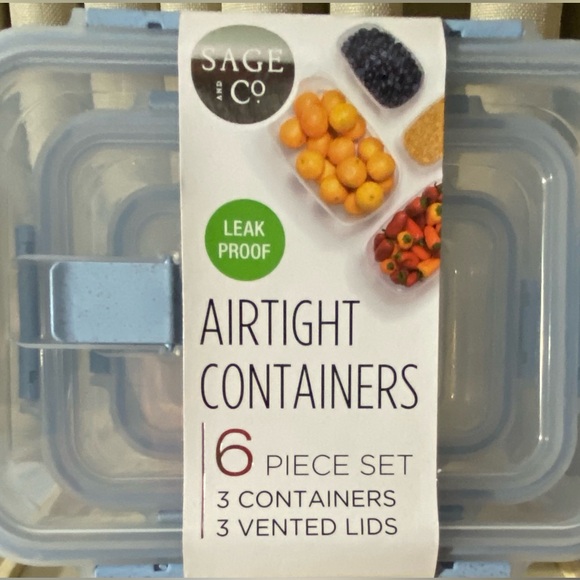 SAGE
AND CO.
LEAK
PROOF
AIRTIGHT
CONTAINERS
6 PIECE SET
3 CONTAINERS
3 VENTED LIDS